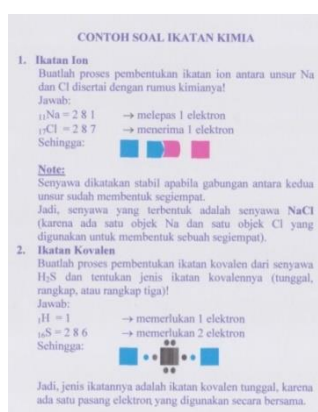 CONTOH SOAL IKATAN KIMIA
1. Ikatan Ion
Buatlah proses pembentukan ikatan ion antara unsur Na
dan Cl disertai dengan rumus kimianya!
Jawab:
₁₁Na = 2 8 1 → melepas 1 elektron
₁₇Cl = 2 8 7 → menerima 1 elektron
Sehingga:
Note:
Senyawa dikatakan stabil apabila gabungan antara kedua
unsur sudah membentuk segiempat.
Jadi, senyawa yang terbentuk adalah senyawa NaCl
(karena ada satu objek Na dan satu objek Cl yang
digunakan untuk membentuk sebuah segiempat).
2. Ikatan Kovalen
Buatlah proses pembentukan ikatan kovalen dari senyawa
H₂S dan tentukan jenis ikatan kovalennya (tunggal,
rangkap, atau rangkap tiga)!
Jawab:
₁H = 1 → memerlukan 1 elektron
₁₆S = 2 8 6 → memerlukan 2 elektron
Sehingga:
Jadi, jenis ikatannya adalah ikatan kovalen tunggal, karena
ada satu pasang elektron yang digunakan secara bersama.